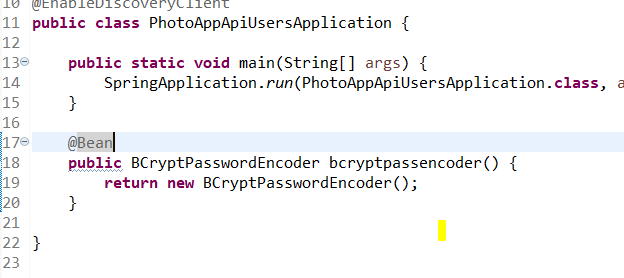 10 @EnableDiscoveryClient
11 public class PhotoAppApiUsersApplication {
12
13 public static void main(String[] args) {
14 SpringApplication.run(PhotoAppApiUsersApplication.class, a
15 }
16
17 @Bean
18 public BCryptPasswordEncoder bcryptpassencoder() {
19 return new BCryptPasswordEncoder();
20 }
21
22 }
23